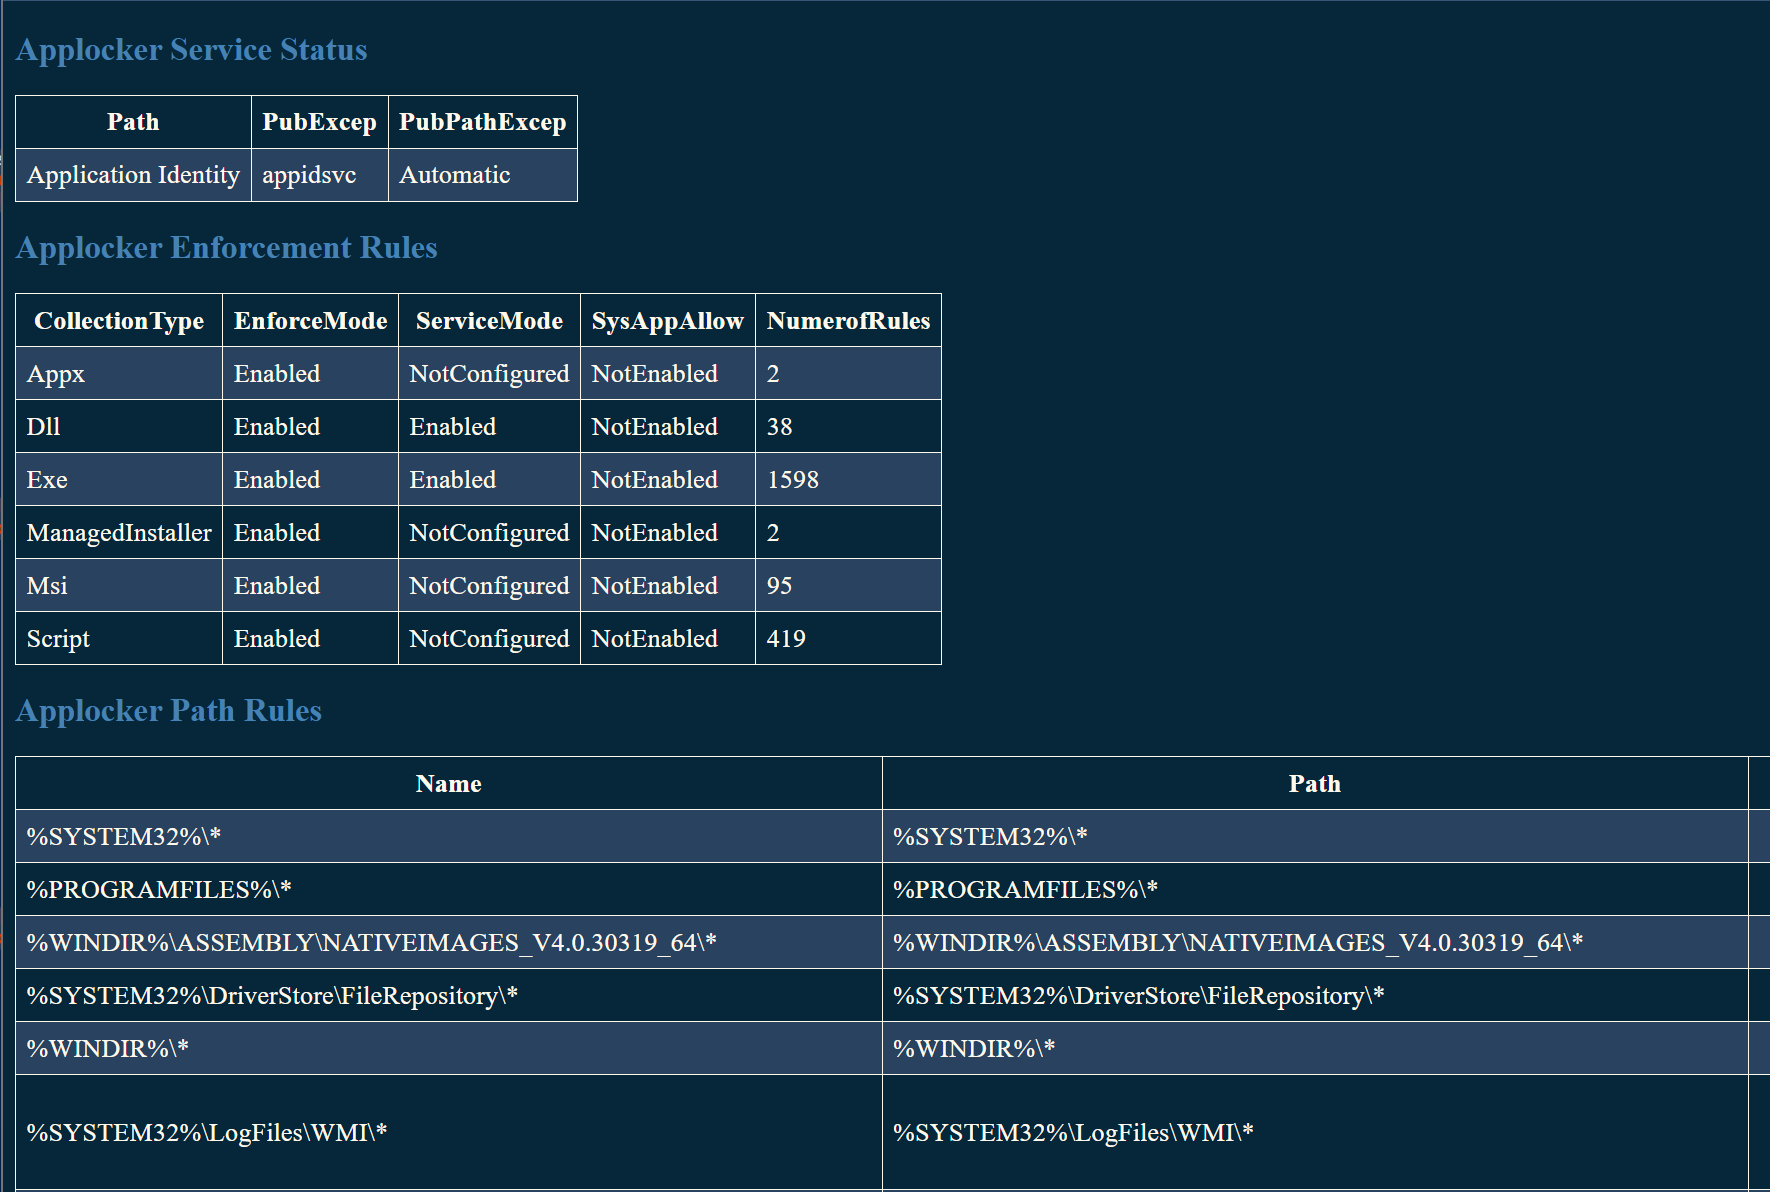 Applocker Service Status
Path PubExcep PubPathExcep
Application Identity appidsvc Automatic
Applocker Enforcement Rules
CollectionType EnforceMode ServiceMode SysAppAllow NumerofRules
Appx Enabled NotConfigured NotEnabled 2
Dll Enabled Enabled NotEnabled 38
Exe Enabled Enabled NotEnabled 1598
ManagedInstaller Enabled NotConfigured NotEnabled 2
Msi Enabled NotConfigured NotEnabled 95
Script Enabled NotConfigured NotEnabled 419
Applocker Path Rules
Name Path
%SYSTEM32%\* %SYSTEM32%\*
%PROGRAMFILES%\* %PROGRAMFILES%\*
%WINDIR%\ASSEMBLY\NATIVEIMAGES_V4.0.30319_64\* %WINDIR%\ASSEMBLY\NATIVEIMAGES_V4.0.30319_64\*
%SYSTEM32%\DriverStore\FileRepository\* %SYSTEM32%\DriverStore\FileRepository\*
%WINDIR%\* %WINDIR%\*
%SYSTEM32%\LogFiles\WMI\* %SYSTEM32%\LogFiles\WMI\*